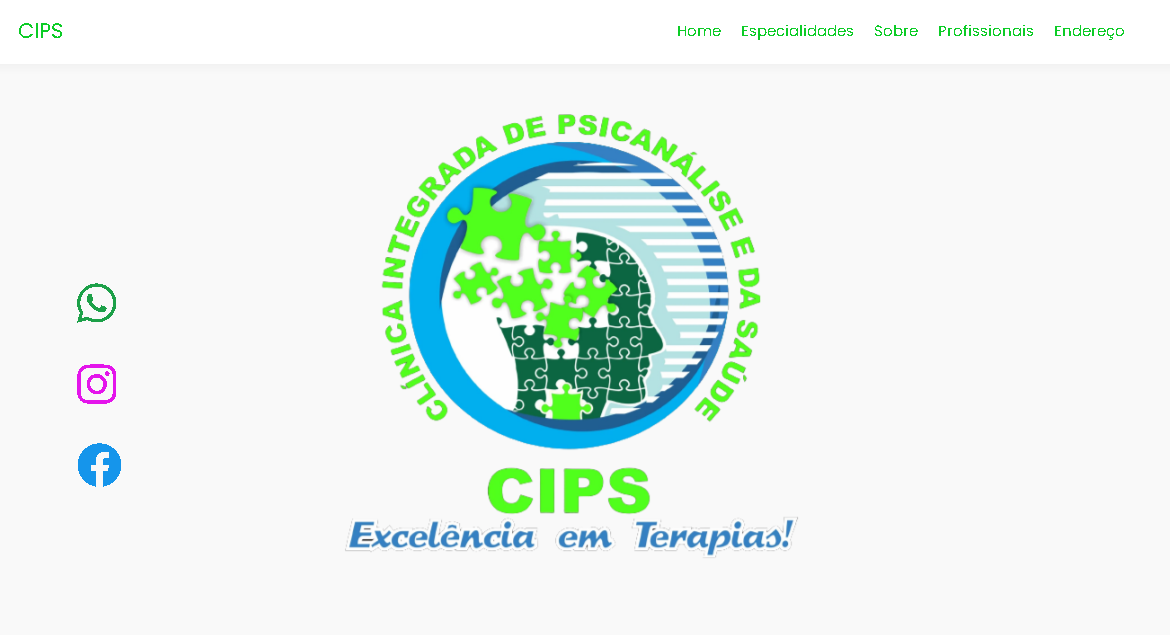 CIPS
Home Especialidades Sobre Profissionais Endereço
CLÍNICA INTEGRADA DE PSICANÁLISE E DA SAÚDE
CIPS
Excelência em Terapias!